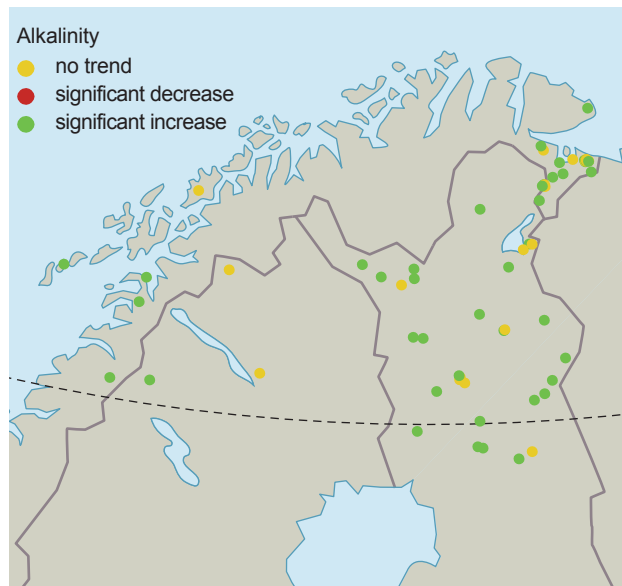 Alkalinity
no trend
significant decrease
significant increase